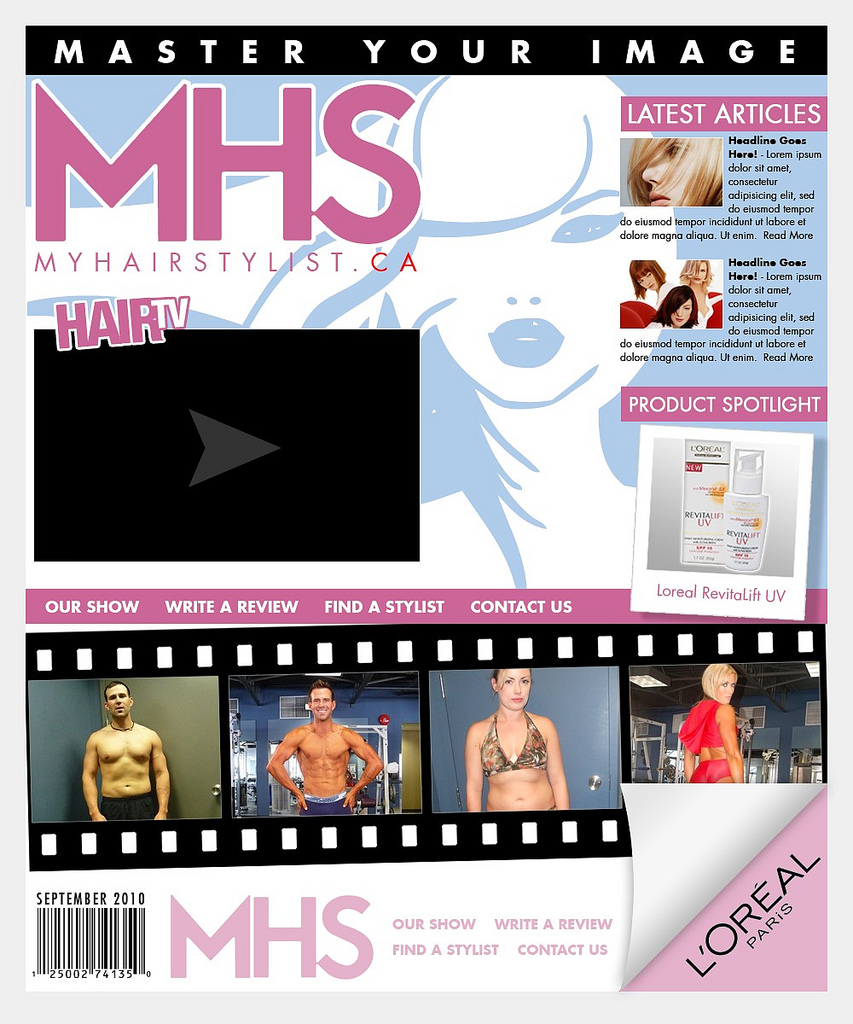 MASTER YOUR IMAGE
MHS
MYHAIRSTYLIST.CA
HAIRTV
LATEST ARTICLES
Headline Goes
Here! - Lorem ipsum
dolor sit amet,
consectetur
adipisicing elit, sed
do eiusmod tempor
do eiusmod tempor incididunt ut labore et
dolore magna aliqua. Ut enim. Read More
Headline Goes
Here! - Lorem ipsum
dolor sit amet,
consectetur
adipisicing elit, sed
do eiusmod tempor
do eiusmod tempor incididunt ut labore et
dolore magna aliqua. Ut enim. Read More
PRODUCT SPOTLIGHT
L'ORÉAL
NEW
REVITALIFT
UV
SPF 15
REVITALIFT
UV
Loreal RevitaLift UV
OUR SHOW WRITE A REVIEW FIND A STYLIST CONTACT US
SEPTEMBER 2010
1 25002 74135 0
MHS
OUR SHOW WRITE A REVIEW
FIND A STYLIST CONTACT US
L'ORÉAL
PARiS